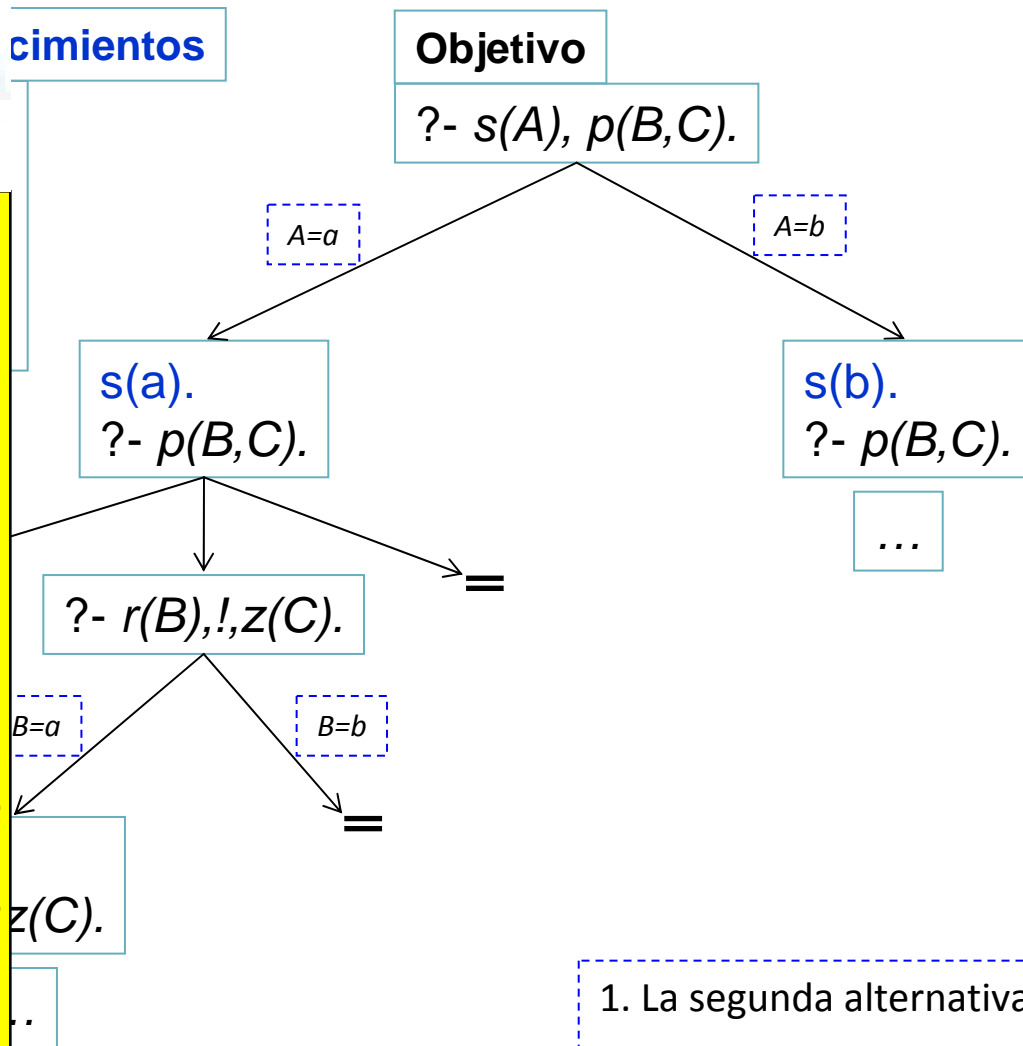 cimientos
Objetivo
?- s(A), p(B,C).
A=a
A=b
s(a).
?- p(B,C).
s(b).
?- p(B,C).
…
=
?- r(B),!,z(C).
B=a
B=b
=
z(C).
..
1. La segunda alternativa